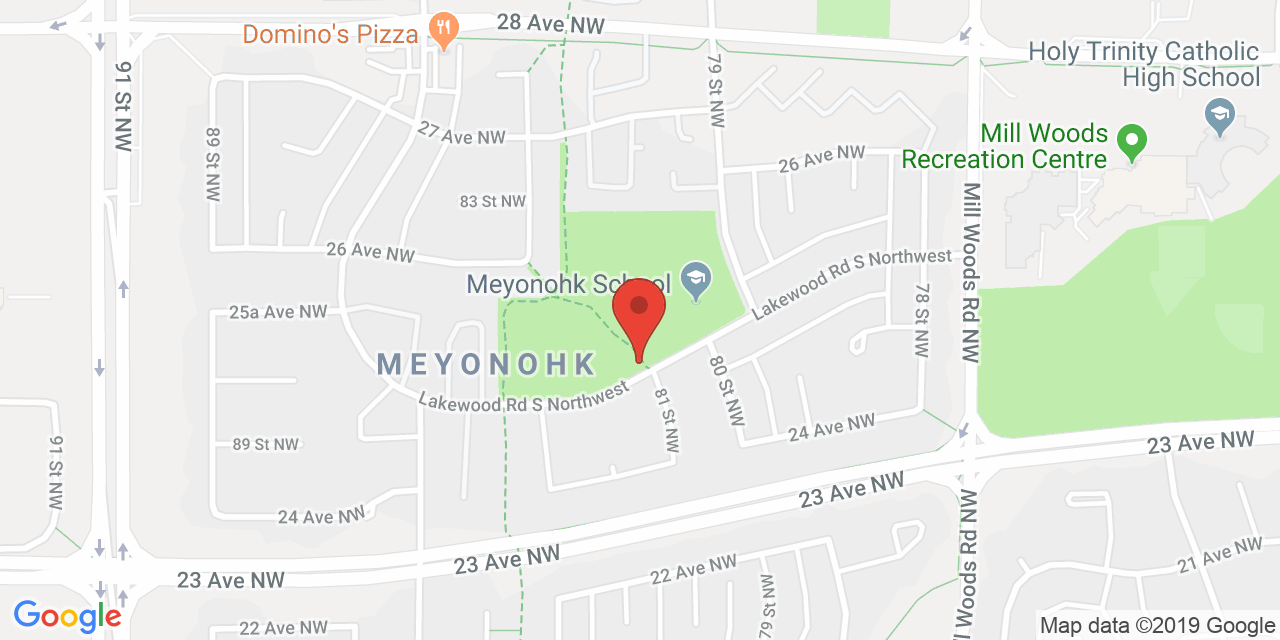 28 Ave NW
Domino's Pizza
Holy Trinity Catholic
High School
91 St NW
79 St NW
27 Ave NW
Mill Woods
Recreation Centre
26 Ave NW
89 St NW
83 St NW
Mill Woods Rd NW
26 Ave NW
Lakewood Rd S Northwest
Meyonohk School
25a Ave NW
78 St NW
MEYONOHK
80 St NW
Lakewood Rd S Northwest
81 St NW
24 Ave NW
89 St NW
91 St NW
23 Ave NW
23 Ave NW
24 Ave NW
l Woods Rd NW
23 Ave NW
21 Ave NW
22 Ave NW
23 Ave NW
79 St NW
91
Google
22 Ave NW
Map data ©2019 Google